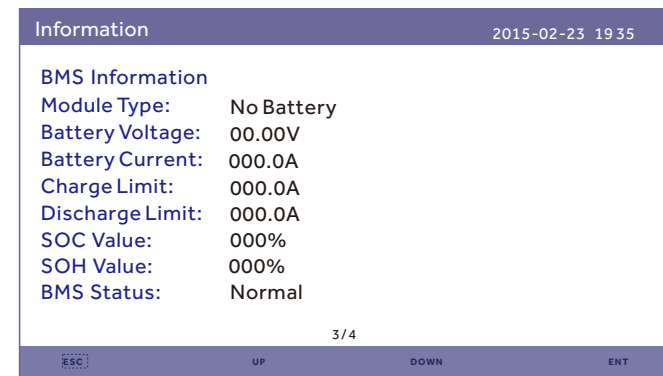 Information 2015-02-23 1935
BMS Information
Module Type: No Battery
Battery Voltage: 00.00V
Battery Current: 000.0A
Charge Limit: 000.0A
Discharge Limit: 000.0A
SOC Value: 000%
SOH Value: 000%
BMS Status: Normal
3/4
ESC UP DOWN ENT